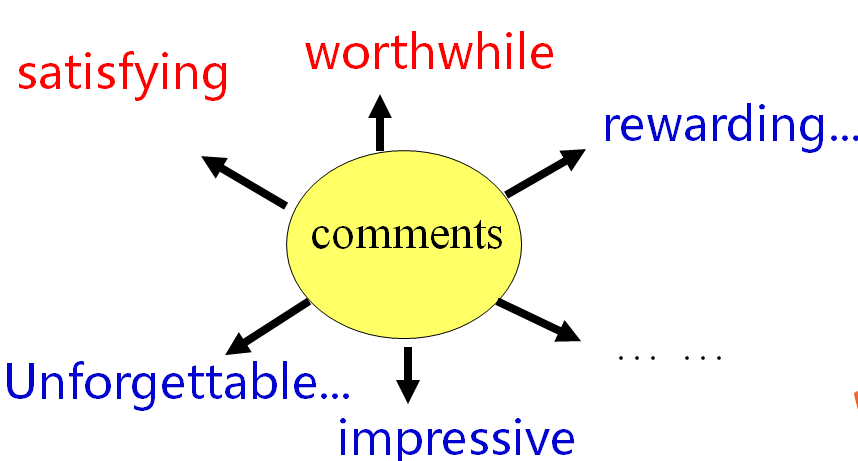 worthwhile
satisfying
rewarding...
comments
... ...
Unforgettable...
impressive